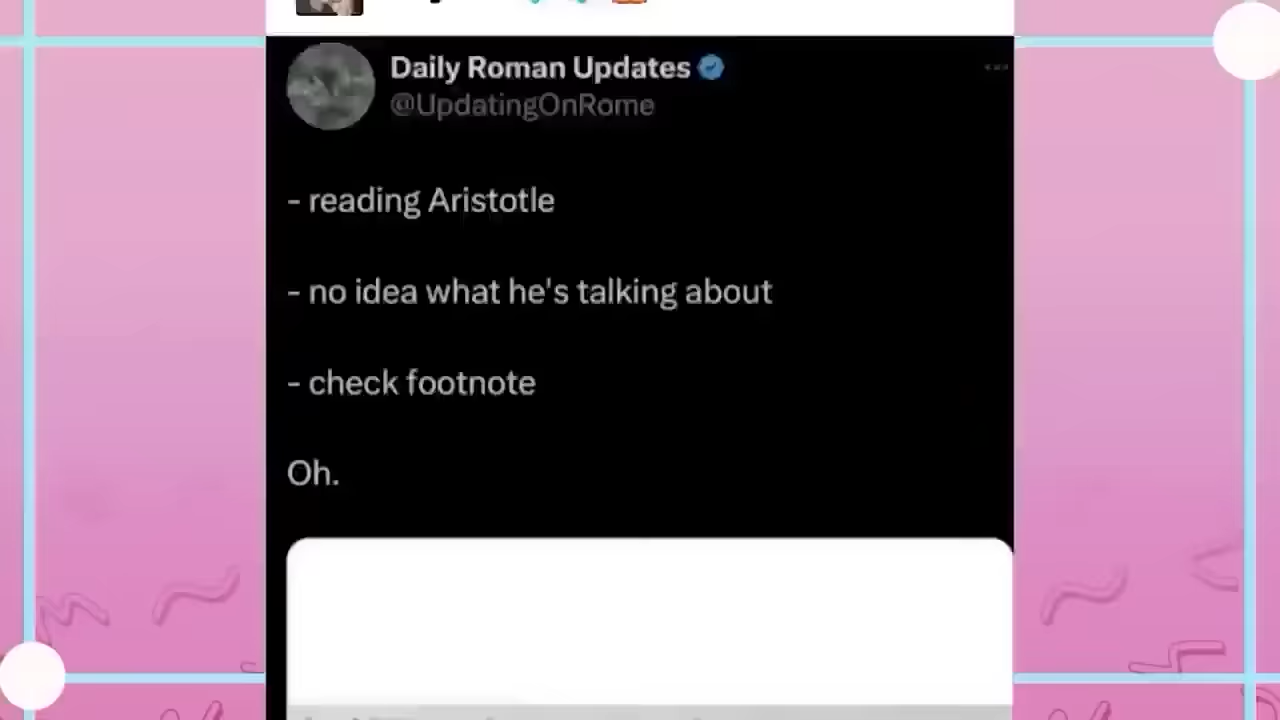 Daily Roman Updates
@UpdatingOnRome
- reading Aristotle
- no idea what he's talking about
- check footnote
Oh.